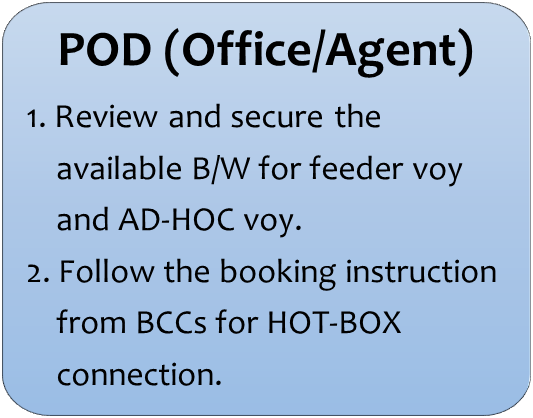 POD (Office/Agent)
1. Review and secure the
available B/W for feeder voy
and AD-HOC voy.
2. Follow the booking instruction
from BCCs for HOT-BOX
connection.